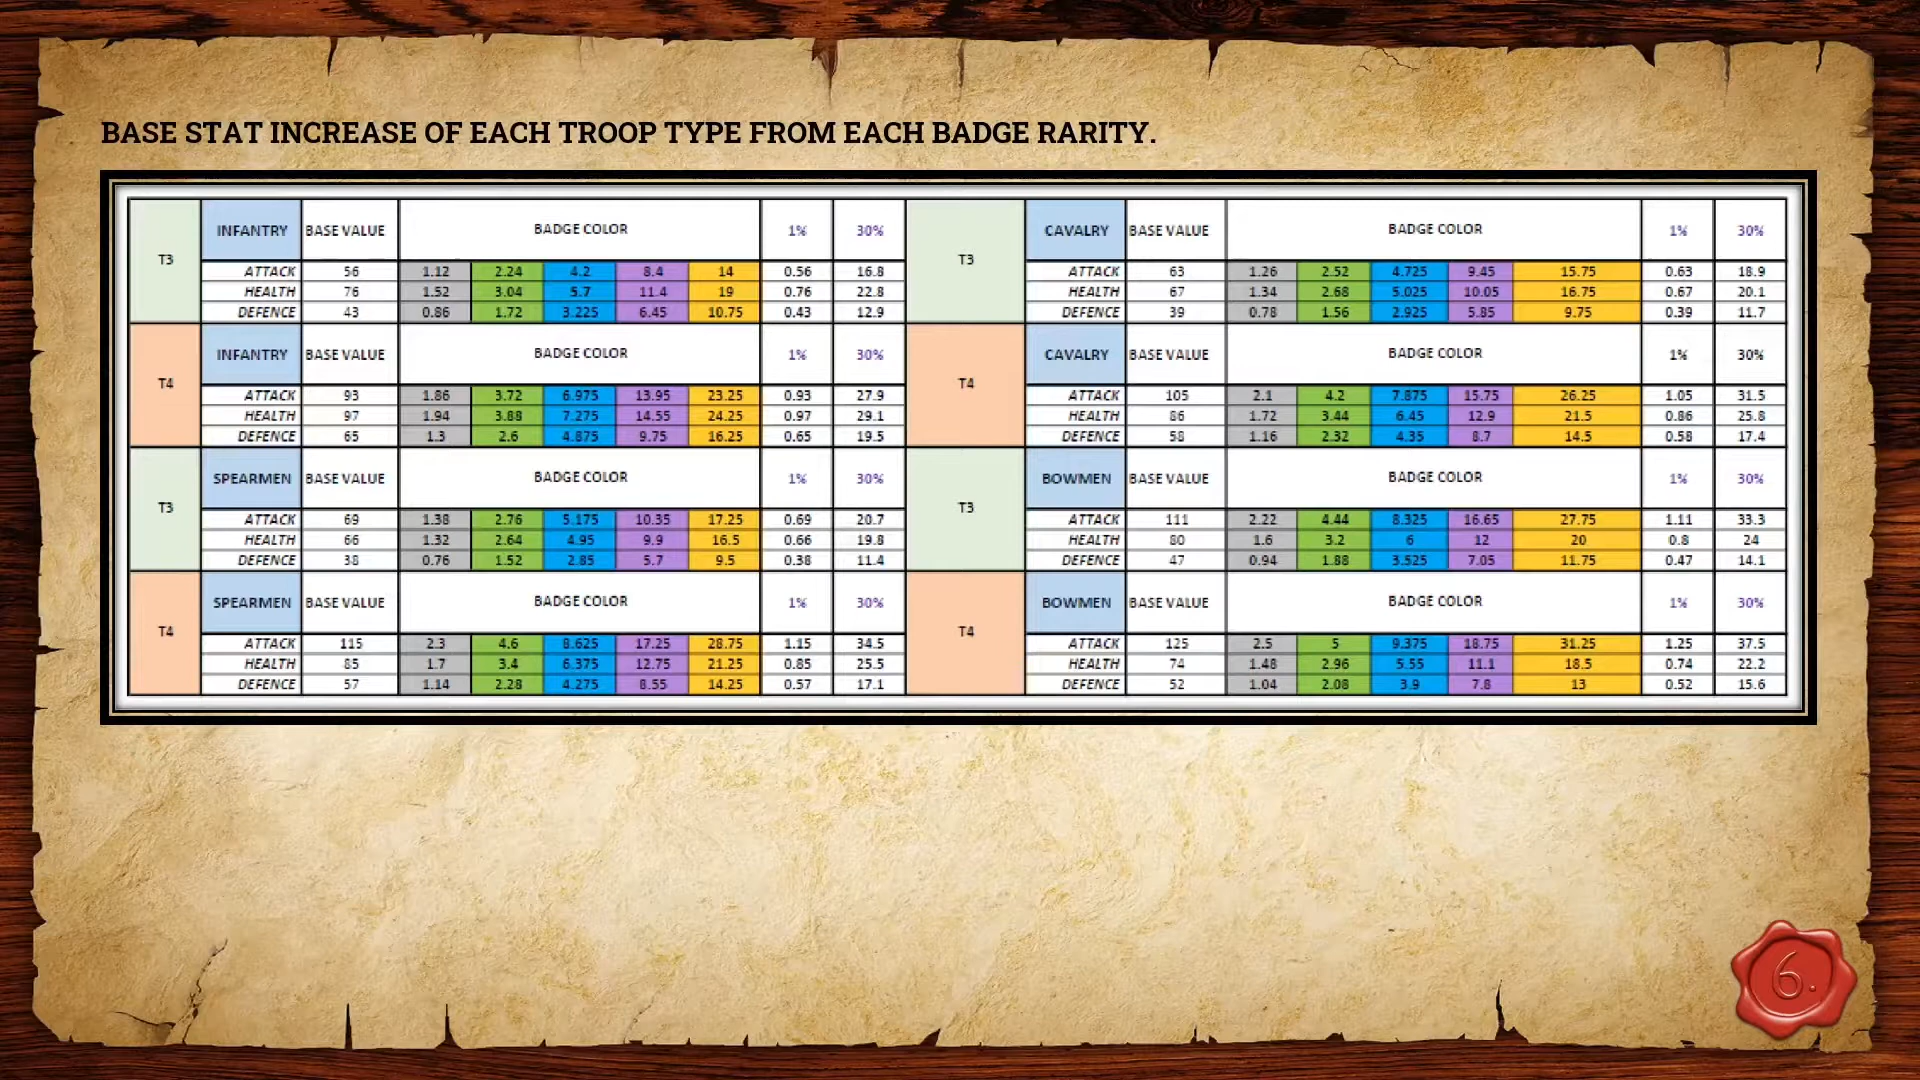 BASE STAT INCREASE OF EACH TROOP TYPE FROM EACH BADGE RARITY.
T3 INFANTRY BASE VALUE BADGE COLOR 1% 30% T3 CAVALRY BASE VALUE BADGE COLOR 1% 30%
ATTACK 56 1.12 2.24 4.2 8.4 14 0.56 16.8 ATTACK 63 1.26 2.52 4.725 9.45 15.75 0.63 18.9
HEALTH 76 1.52 3.04 5.7 11.4 19 0.76 22.8 HEALTH 67 1.34 2.68 5.025 10.05 16.75 0.67 20.1
DEFENCE 43 0.86 1.72 3.225 6.45 10.75 0.43 12.9 DEFENCE 39 0.78 1.56 2.925 5.85 9.75 0.39 11.7
T4 INFANTRY BASE VALUE BADGE COLOR 1% 30% T4 CAVALRY BASE VALUE BADGE COLOR 1% 30%
ATTACK 93 1.86 3.72 6.975 13.95 23.25 0.93 27.9 ATTACK 105 2.1 4.2 7.875 15.75 26.25 1.05 31.5
HEALTH 97 1.94 3.88 7.275 14.55 24.25 0.97 29.1 HEALTH 86 1.72 3.44 6.45 12.9 21.5 0.86 25.8
DEFENCE 65 1.3 2.6 4.875 9.75 16.25 0.65 19.5 DEFENCE 58 1.16 2.32 4.35 8.7 14.5 0.58 17.4
T3 SPEARMEN BASE VALUE BADGE COLOR 1% 30% T3 BOWMEN BASE VALUE BADGE COLOR 1% 30%
ATTACK 69 1.38 2.76 5.175 10.35 17.25 0.69 20.7 ATTACK 111 2.22 4.44 8.325 16.65 27.75 1.11 33.3
HEALTH 66 1.32 2.64 4.95 9.9 16.5 0.66 19.8 HEALTH 80 1.6 3.2 6 12 20 0.8 24
DEFENCE 38 0.76 1.52 2.85 5.7 9.5 0.38 11.4 DEFENCE 47 0.94 1.88 3.525 7.05 11.75 0.47 14.1
T4 SPEARMEN BASE VALUE BADGE COLOR 1% 30% T4 BOWMEN BASE VALUE BADGE COLOR 1% 30%
ATTACK 115 2.3 4.6 8.625 17.25 28.75 1.15 34.5 ATTACK 125 2.5 5 9.375 18.75 31.25 1.25 37.5
HEALTH 85 1.7 3.4 6.375 12.75 21.25 0.85 25.5 HEALTH 74 1.48 2.96 5.55 11.1 18.5 0.74 22.2
DEFENCE 57 1.14 2.28 4.275 8.55 14.25 0.57 17.1 DEFENCE 52 1.04 2.08 3.9 7.8 13 0.52 15.6
6.